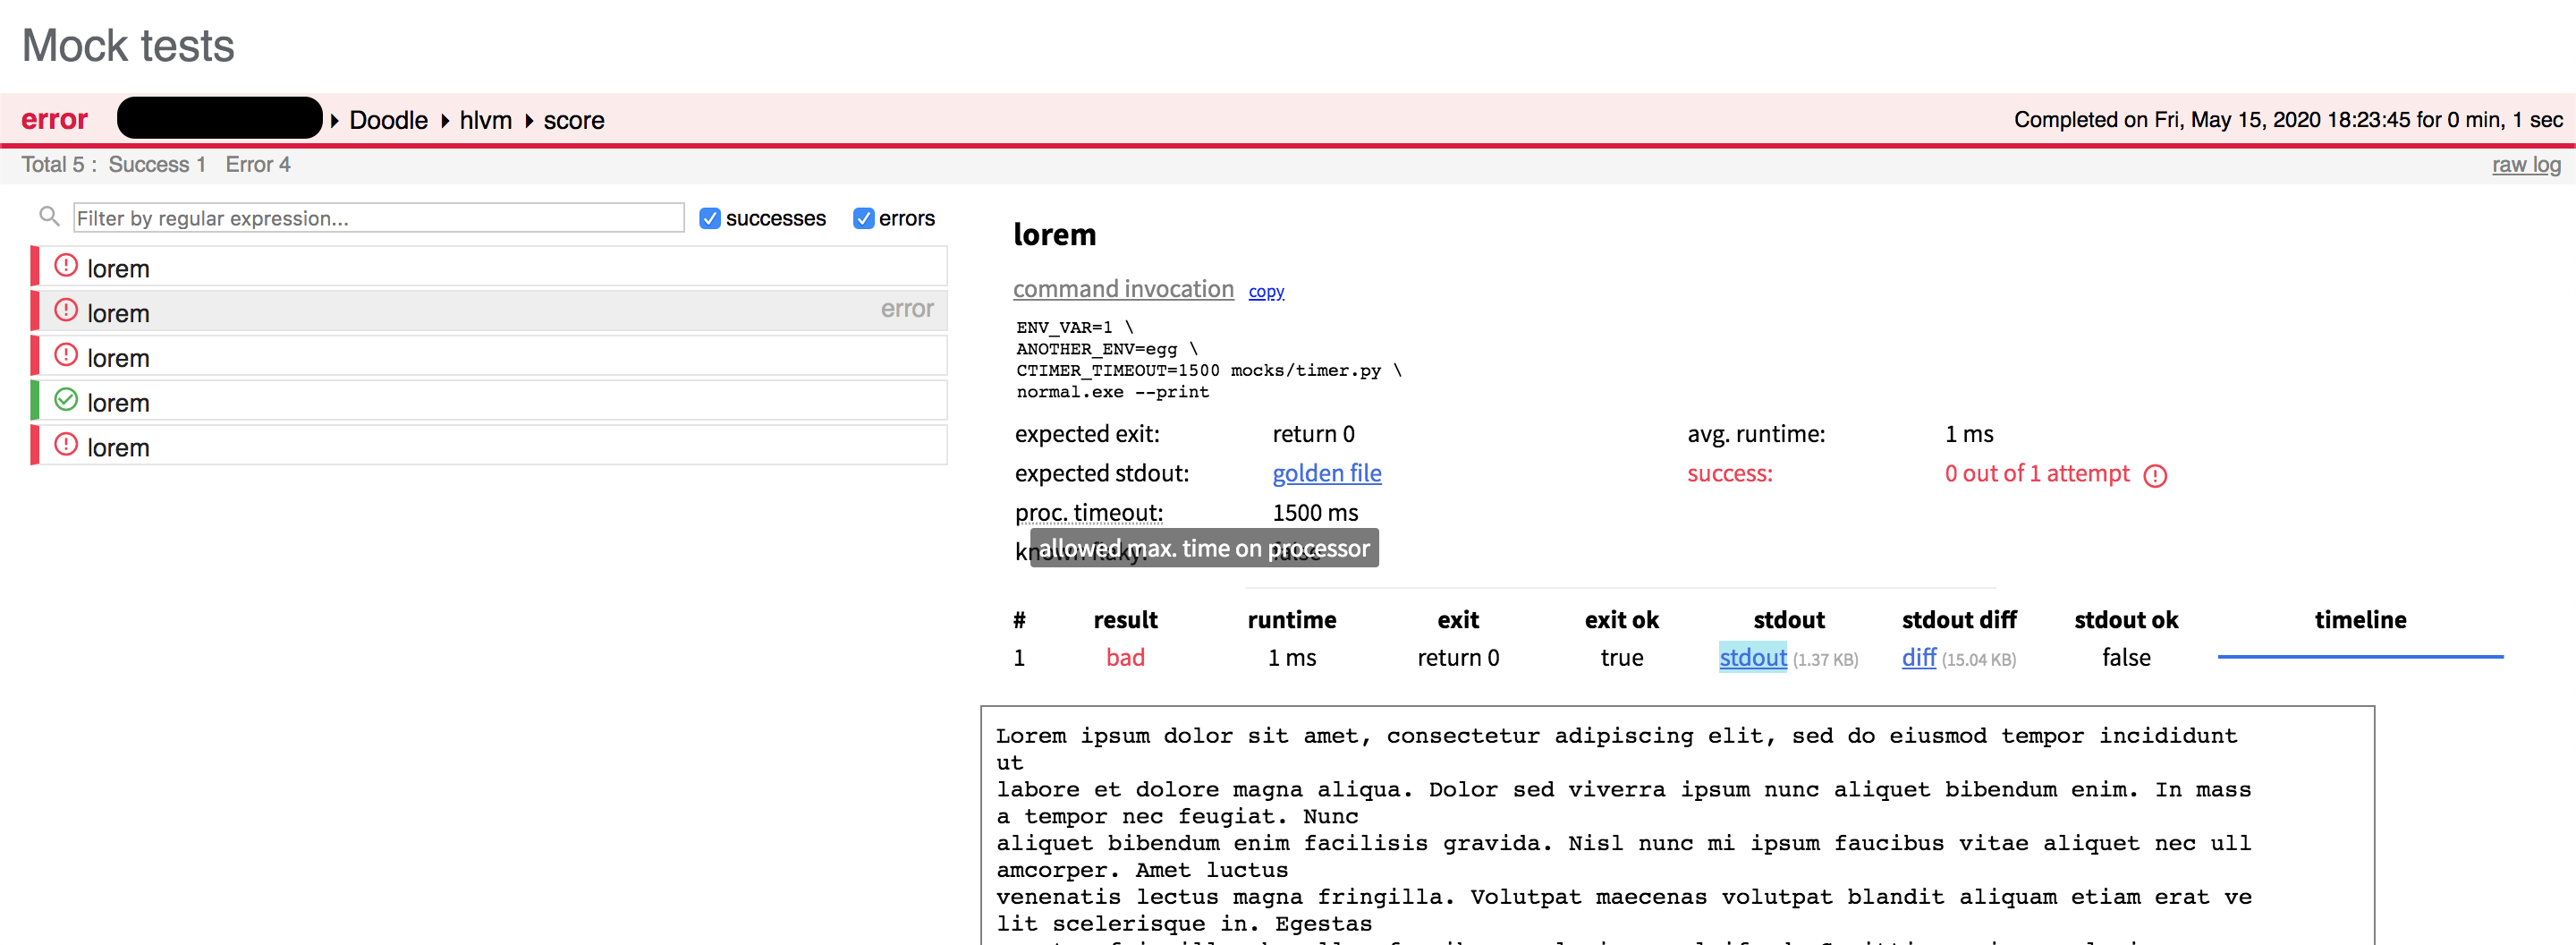 Mock tests
error Doodle hlvm score
Completed on Fri, May 15, 2020 18:23:45 for 0 min, 1 sec
Total 5 : Success 1 Error 4
raw log
Filter by regular expression... successes errors
lorem
lorem error
lorem
lorem
lorem
lorem
command invocation copy
ENV_VAR=1 \
ANOTHER_ENV=egg \
CTIMER_TIMEOUT=1500 mocks/timer.py \
normal.exe --print
expected exit: return 0
avg. runtime: 1 ms
expected stdout: golden file
success: 0 out of 1 attempt
proc. timeout: 1500 ms
allowed max. time on processor
known flaky: false
# result runtime exit exit ok stdout stdout diff stdout ok timeline
1 bad 1 ms return 0 true stdout (1.37 KB) diff (15.04 KB) false
Lorem ipsum dolor sit amet, consectetur adipiscing elit, sed do eiusmod tempor incididunt
ut
labore et dolore magna aliqua. Dolor sed viverra ipsum nunc aliquet bibendum enim. In mass
a tempor nec feugiat. Nunc
aliquet bibendum enim facilisis gravida. Nisl nunc mi ipsum faucibus vitae aliquet nec ull
amcorper. Amet luctus
venenatis lectus magna fringilla. Volutpat maecenas volutpat blandit aliquam etiam erat ve
lit scelerisque in. Egestas